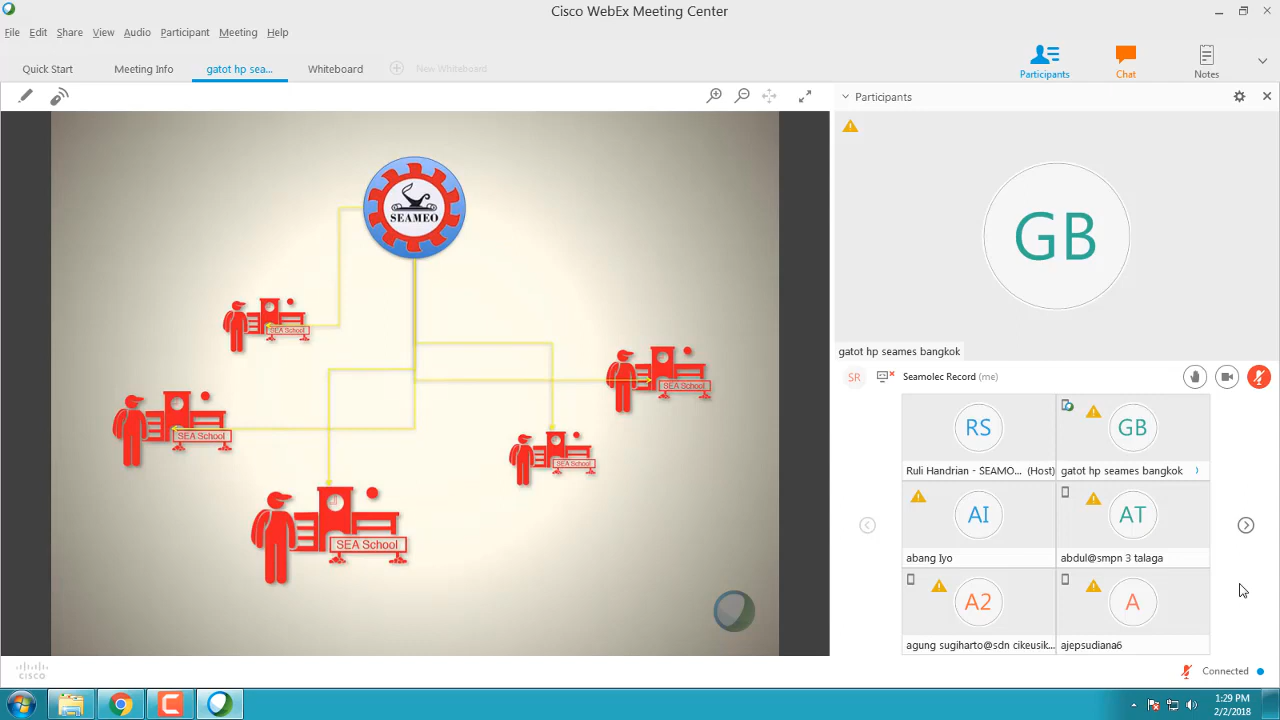 Cisco WebEx Meeting Center
File Edit Share View Audio Participant Meeting Help
Quick Start Meeting Info gatot hp sea... Whiteboard New Whiteboard
Participants Chat Notes
Participants
SEAMEO
SEA School
SEA School
SEA School
SEA School
SEA School
GB
gatot hp seames bangkok
SR Seamolec Record (me)
RS
Ruli Handrian - SEAMO... (Host)
GB
gatot hp seames bangkok
AI
abang Iyo
AT
abdul@smpn 3 talaga
A2
agung sugiharto@sdn cikeusik...
A
ajepsudiana6
cisco
Connected
1:29 PM
2/2/2018